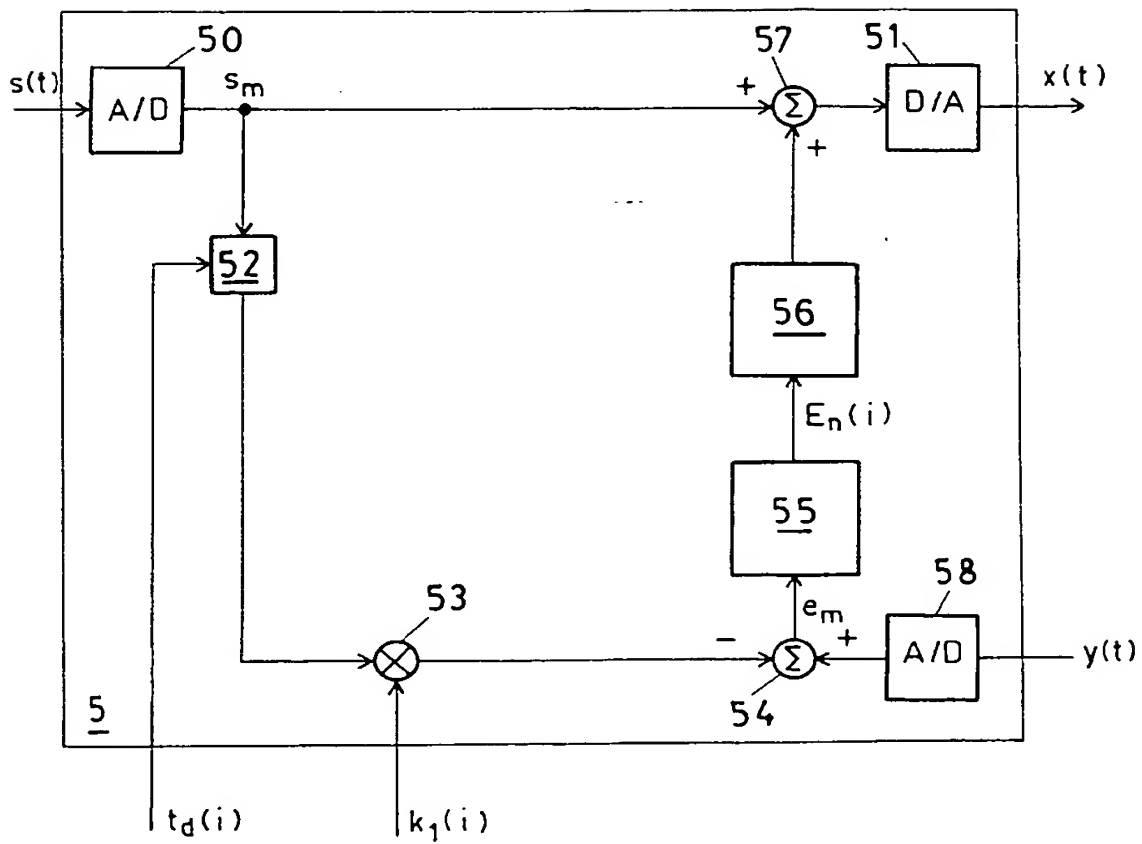 50
57
51
s(t)
A/D
s_m
+
Σ
+
D/A
x(t)
52
56
E_n(i)
55
53
e_m
58
-
Σ
+
A/D
y(t)
54
5
t_d(i)
k_1(i)